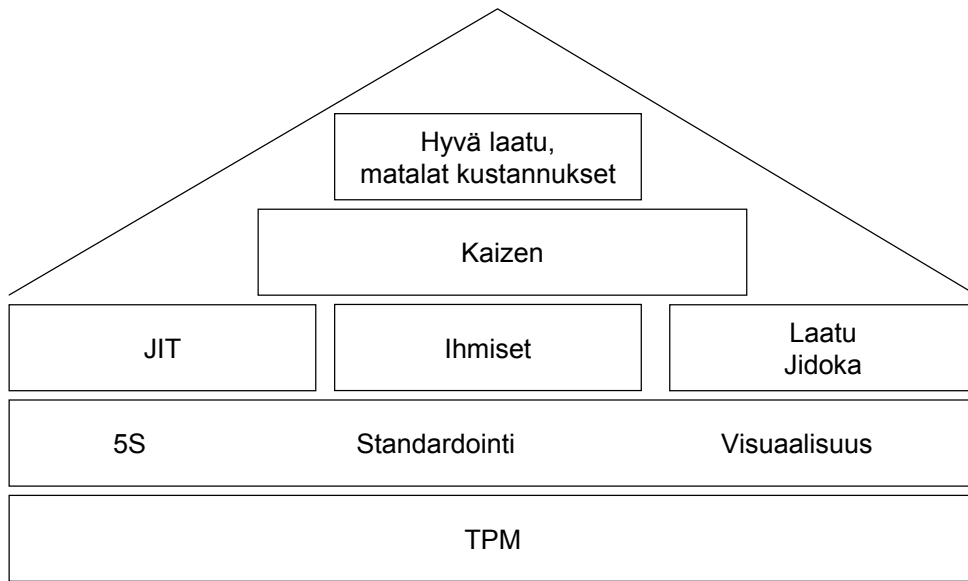 Hyvä laatu,
matalat kustannukset
Kaizen
JIT
Ihmiset
Laatu
Jidoka
5S
Standardointi
Visuaalisuus
TPM